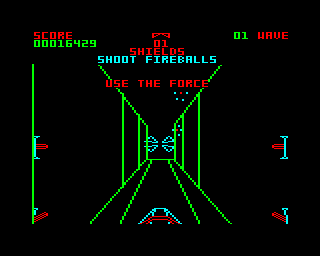 SCORE
00016429
01
01 WAVE
SHIELDS
SHOOT FIREBALLS
USE THE FORCE